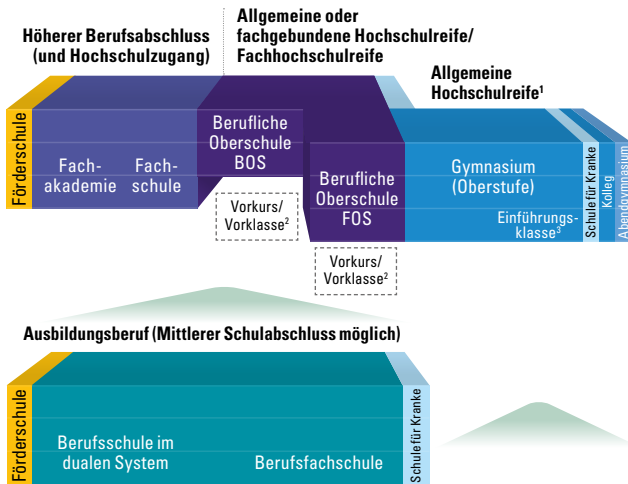 Höherer Berufsabschluss
(und Hochschulzugang)
Allgemeine oder
fachgebundene Hochschulreife/
Fachhochschulreife
Allgemeine
Hochschulreife¹
Förderschule
Fach-
akademie
Fach-
schule
Berufliche
Oberschule
BOS
Vorkurs/
Vorklasse²
Berufliche
Oberschule
FOS
Vorkurs/
Vorklasse²
Gymnasium
(Oberstufe)
Einführungs-
klasse³
Schule für Kranke
Kolleg
Abendgymnasium
Ausbildungsberuf (Mittlerer Schulabschluss möglich)
Förderschule
Berufsschule im
dualen System
Berufsfachschule
Schule für Kranke